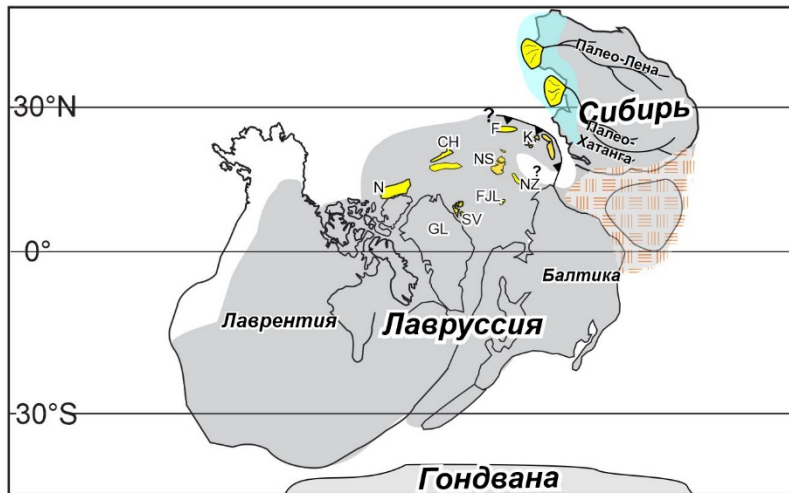 Палео-Лена
30°N
Сибирь
?
F
K
Палео-
Хатанга
CH
NS
N
NZ
?
FJL
SV
GL
0°
Балтика
Лаврентия
Лавруссия
30°S
Гондвана